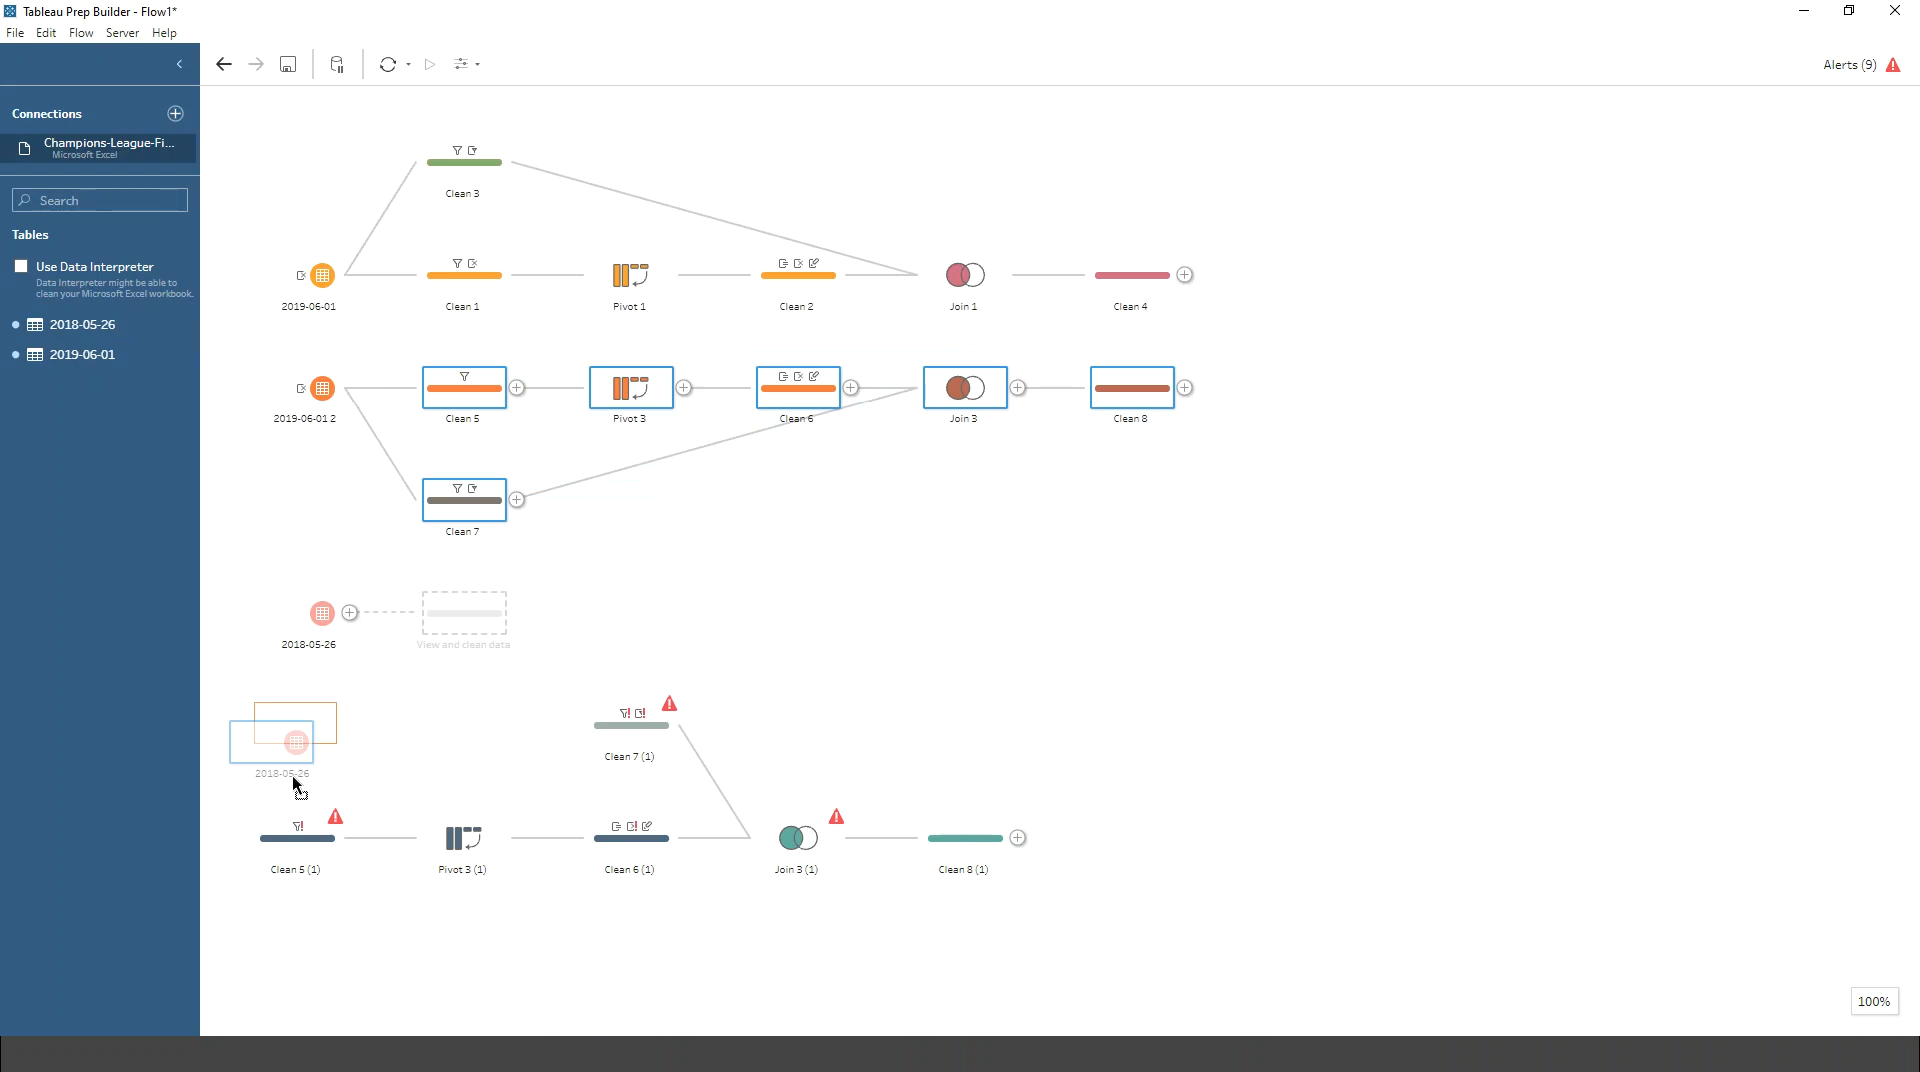 Tableau Prep Builder - Flow1*
File Edit Flow Server Help
Alerts (9)
Connections
Champions-League-Fi...
Microsoft Excel
Search
Tables
Use Data Interpreter
Data Interpreter might be able to
clean your Microsoft Excel workbook.
2018-05-26
2019-06-01
Clean 3
2019-06-01 Clean 1 Pivot 1 Clean 2 Join 1 Clean 4
2019-06-01 2 Clean 5 Pivot 3 Clean 6 Join 3 Clean 8
Clean 7
2018-05-26 View and clean data
Clean 7 (1)
2018-05-26
Clean 5 (1) Pivot 3 (1) Clean 6 (1) Join 3 (1) Clean 8 (1)
100%